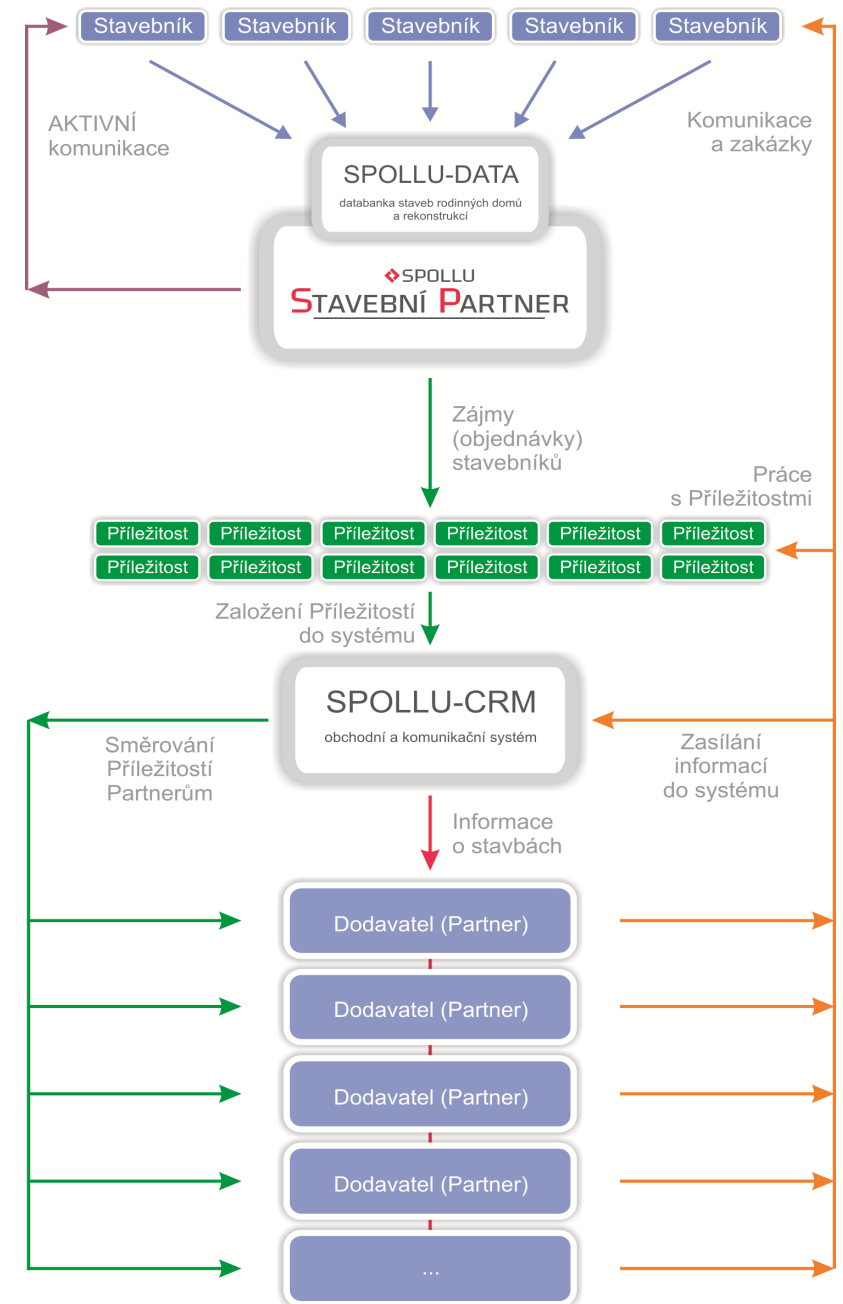 Stavebník Stavebník Stavebník Stavebník Stavebník
AKTIVNÍ
komunikace
Komunikace
a zakázky
SPOLLU-DATA
databanka staveb rodinných domů
a rekonstrukcí
SPOLLU
STAVEBNÍ PARTNER
Zájmy
(objednávky)
stavebníků
Práce
s Příležitostmi
Příležitost Příležitost Příležitost Příležitost Příležitost Příležitost
Příležitost Příležitost Příležitost Příležitost Příležitost Příležitost
Založení Příležitostí
do systému
SPOLLU-CRM
obchodní a komunikační systém
Směrování
Příležitostí
Partnerům
Zasílání
informací
do systému
Informace
o stavbách
Dodavatel (Partner)
Dodavatel (Partner)
Dodavatel (Partner)
Dodavatel (Partner)
...